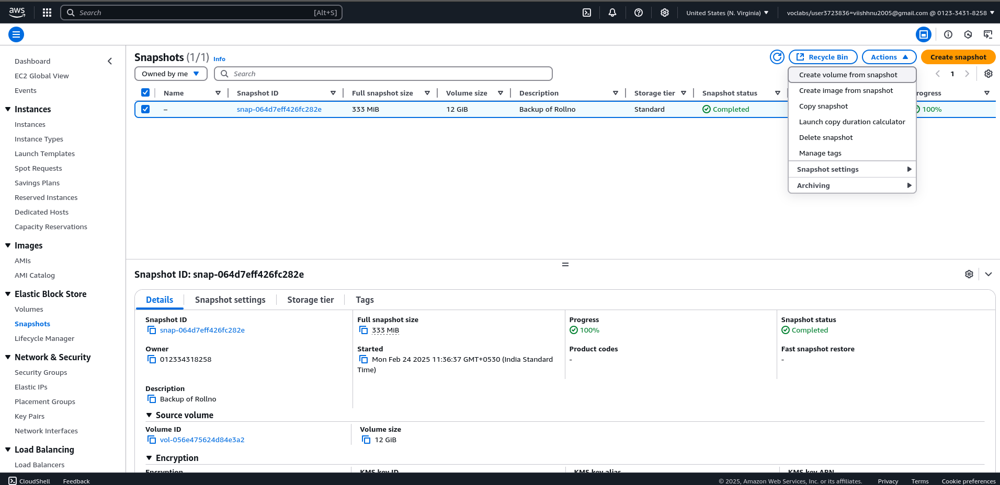 aws
Search [Alt+S]
United States (N. Virginia)
voclabs/user3723836=viishhnu2005@gmail.com @ 0123-3431-8258
Dashboard
EC2 Global View
Events
Instances
Instances
Instance Types
Launch Templates
Spot Requests
Savings Plans
Reserved Instances
Dedicated Hosts
Capacity Reservations
Images
AMIs
AMI Catalog
Elastic Block Store
Volumes
Snapshots
Lifecycle Manager
Network & Security
Security Groups
Elastic IPs
Placement Groups
Key Pairs
Network Interfaces
Load Balancing
Load Balancers
Snapshots (1/1) Info
Recycle Bin
Actions
Create snapshot
Owned by me
Search
1
Name Snapshot ID Full snapshot size Volume size Description Storage tier Snapshot status rogress
– snap-064d7eff426fc282e 333 MiB 12 GiB Backup of Rollno Standard Completed 100%
Create volume from snapshot
Create image from snapshot
Copy snapshot
Launch copy duration calculator
Delete snapshot
Manage tags
Snapshot settings
Archiving
Snapshot ID: snap-064d7eff426fc282e
Details Snapshot settings Storage tier Tags
Snapshot ID
snap-064d7eff426fc282e
Full snapshot size
333 MiB
Progress
100%
Snapshot status
Completed
Owner
012334318258
Started
Mon Feb 24 2025 11:36:37 GMT+0530 (India Standard
Time)
Product codes
-
Fast snapshot restore
-
Description
Backup of Rollno
Source volume
Volume ID
vol-056e475624d84e3a2
Volume size
12 GiB
Encryption
Encryption KMS key ID KMS key alias KMS key ARN
CloudShell Feedback
© 2025, Amazon Web Services, Inc. or its affiliates. Privacy Terms Cookie preferences